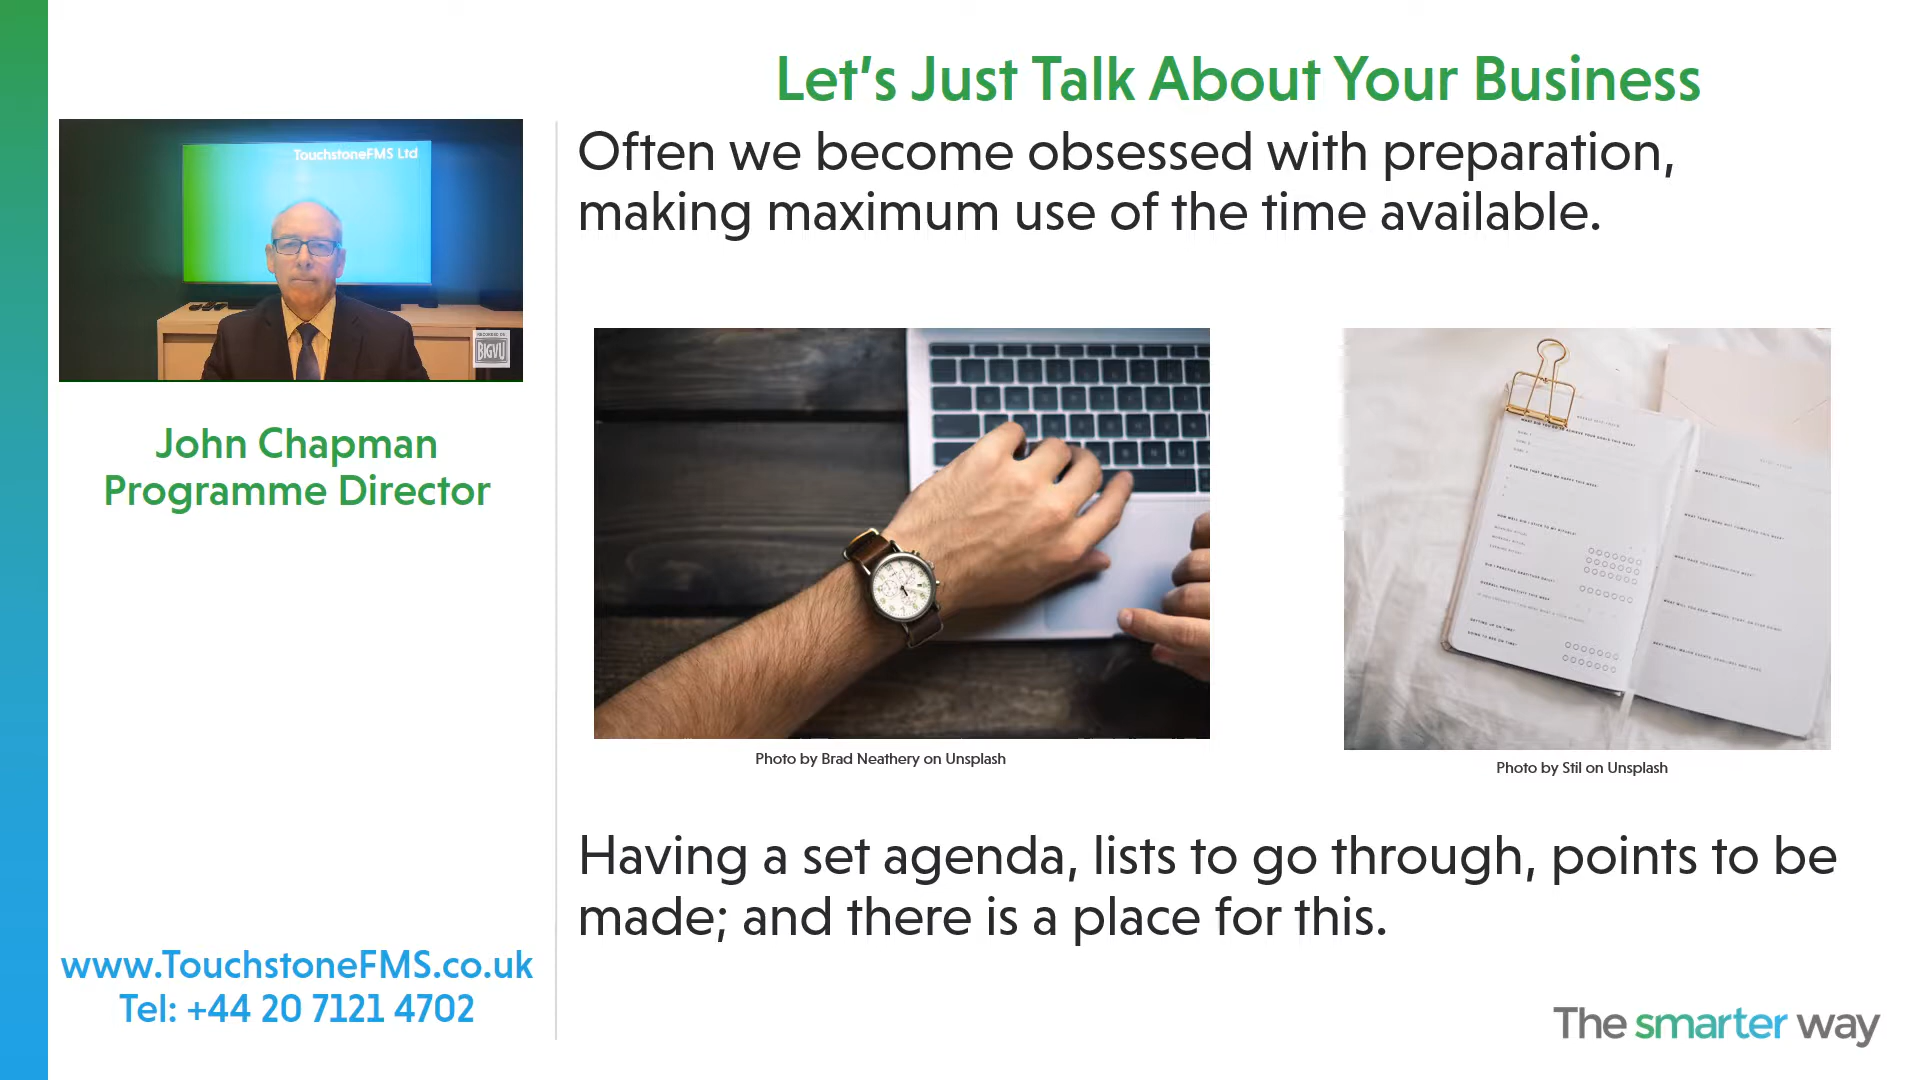 Let's Just Talk About Your Business
TouchstoneFMS Ltd
RECORDED ON
BIGVU
John Chapman
Programme Director
www.TouchstoneFMS.co.uk
Tel: +44 20 7121 4702
Often we become obsessed with preparation,
making maximum use of the time available.
Photo by Brad Neathery on Unsplash
Photo by Stil on Unsplash
Having a set agenda, lists to go through, points to be
made; and there is a place for this.
The smarter way